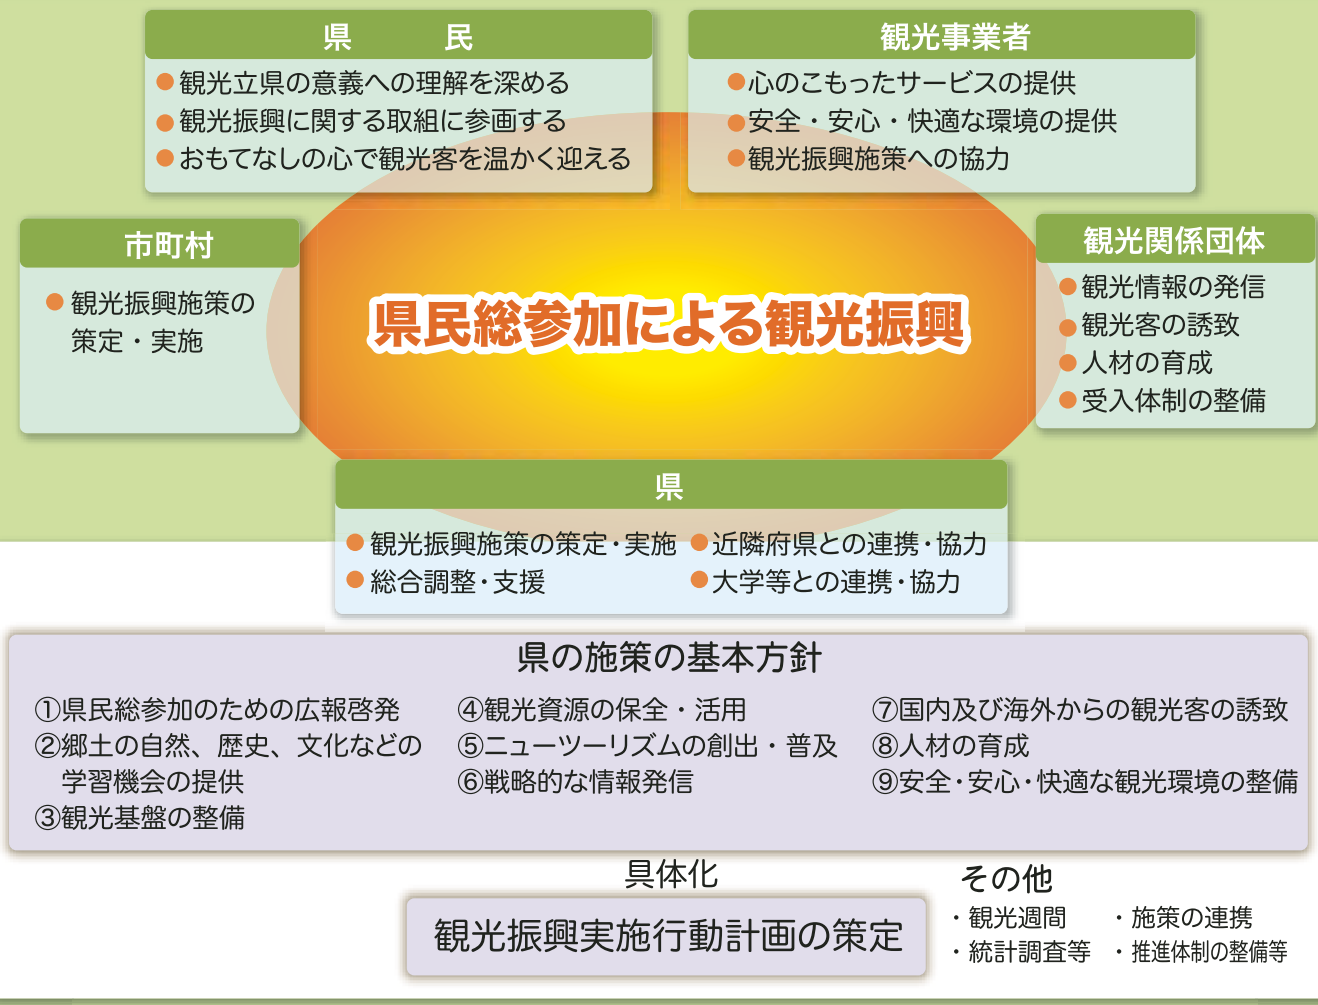 県　民
●観光立県の意義への理解を深める
●観光振興に関する取組に参画する
●おもてなしの心で観光客を温かく迎える
観光事業者
●心のこもったサービスの提供
●安全・安心・快適な環境の提供
●観光振興施策への協力
市町村
●観光振興施策の
策定・実施
県民総参加による観光振興
観光関係団体
●観光情報の発信
●観光客の誘致
●人材の育成
●受入体制の整備
県
●観光振興施策の策定・実施
●総合調整・支援
●近隣府県との連携・協力
●大学等との連携・協力
県の施策の基本方針
①県民総参加のための広報啓発
②郷土の自然、歴史、文化などの
学習機会の提供
③観光基盤の整備
④観光資源の保全・活用
⑤ニューツーリズムの創出・普及
⑥戦略的な情報発信
⑦国内及び海外からの観光客の誘致
⑧人材の育成
⑨安全・安心・快適な観光環境の整備
具体化
観光振興実施行動計画の策定
その他
・観光週間
・統計調査等
・施策の連携
・推進体制の整備等